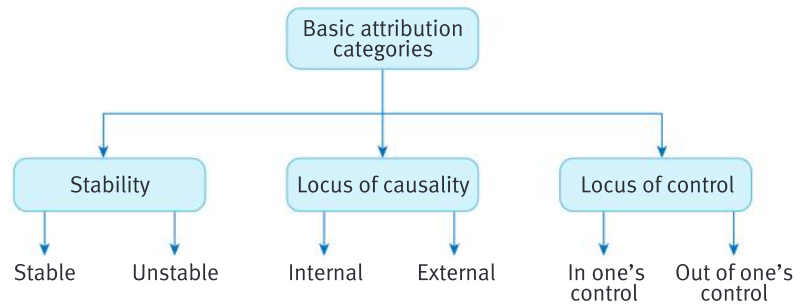 Basic attribution
categories
Stability
Locus of causality
Locus of control
Stable
Unstable
Internal
External
In one's
control
Out of one's
control